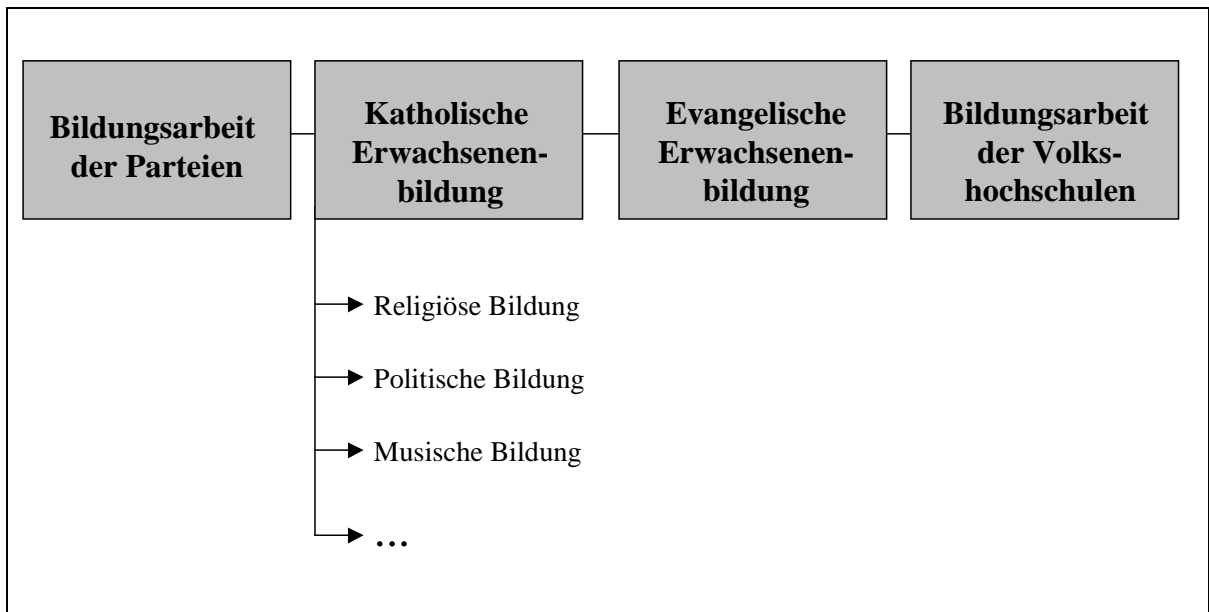 Bildungsarbeit
der Parteien
Katholische
Erwachsenen-
bildung
Evangelische
Erwachsenen-
bildung
Bildungsarbeit
der Volks-
hochschulen
Religiöse Bildung
Politische Bildung
Musische Bildung
…